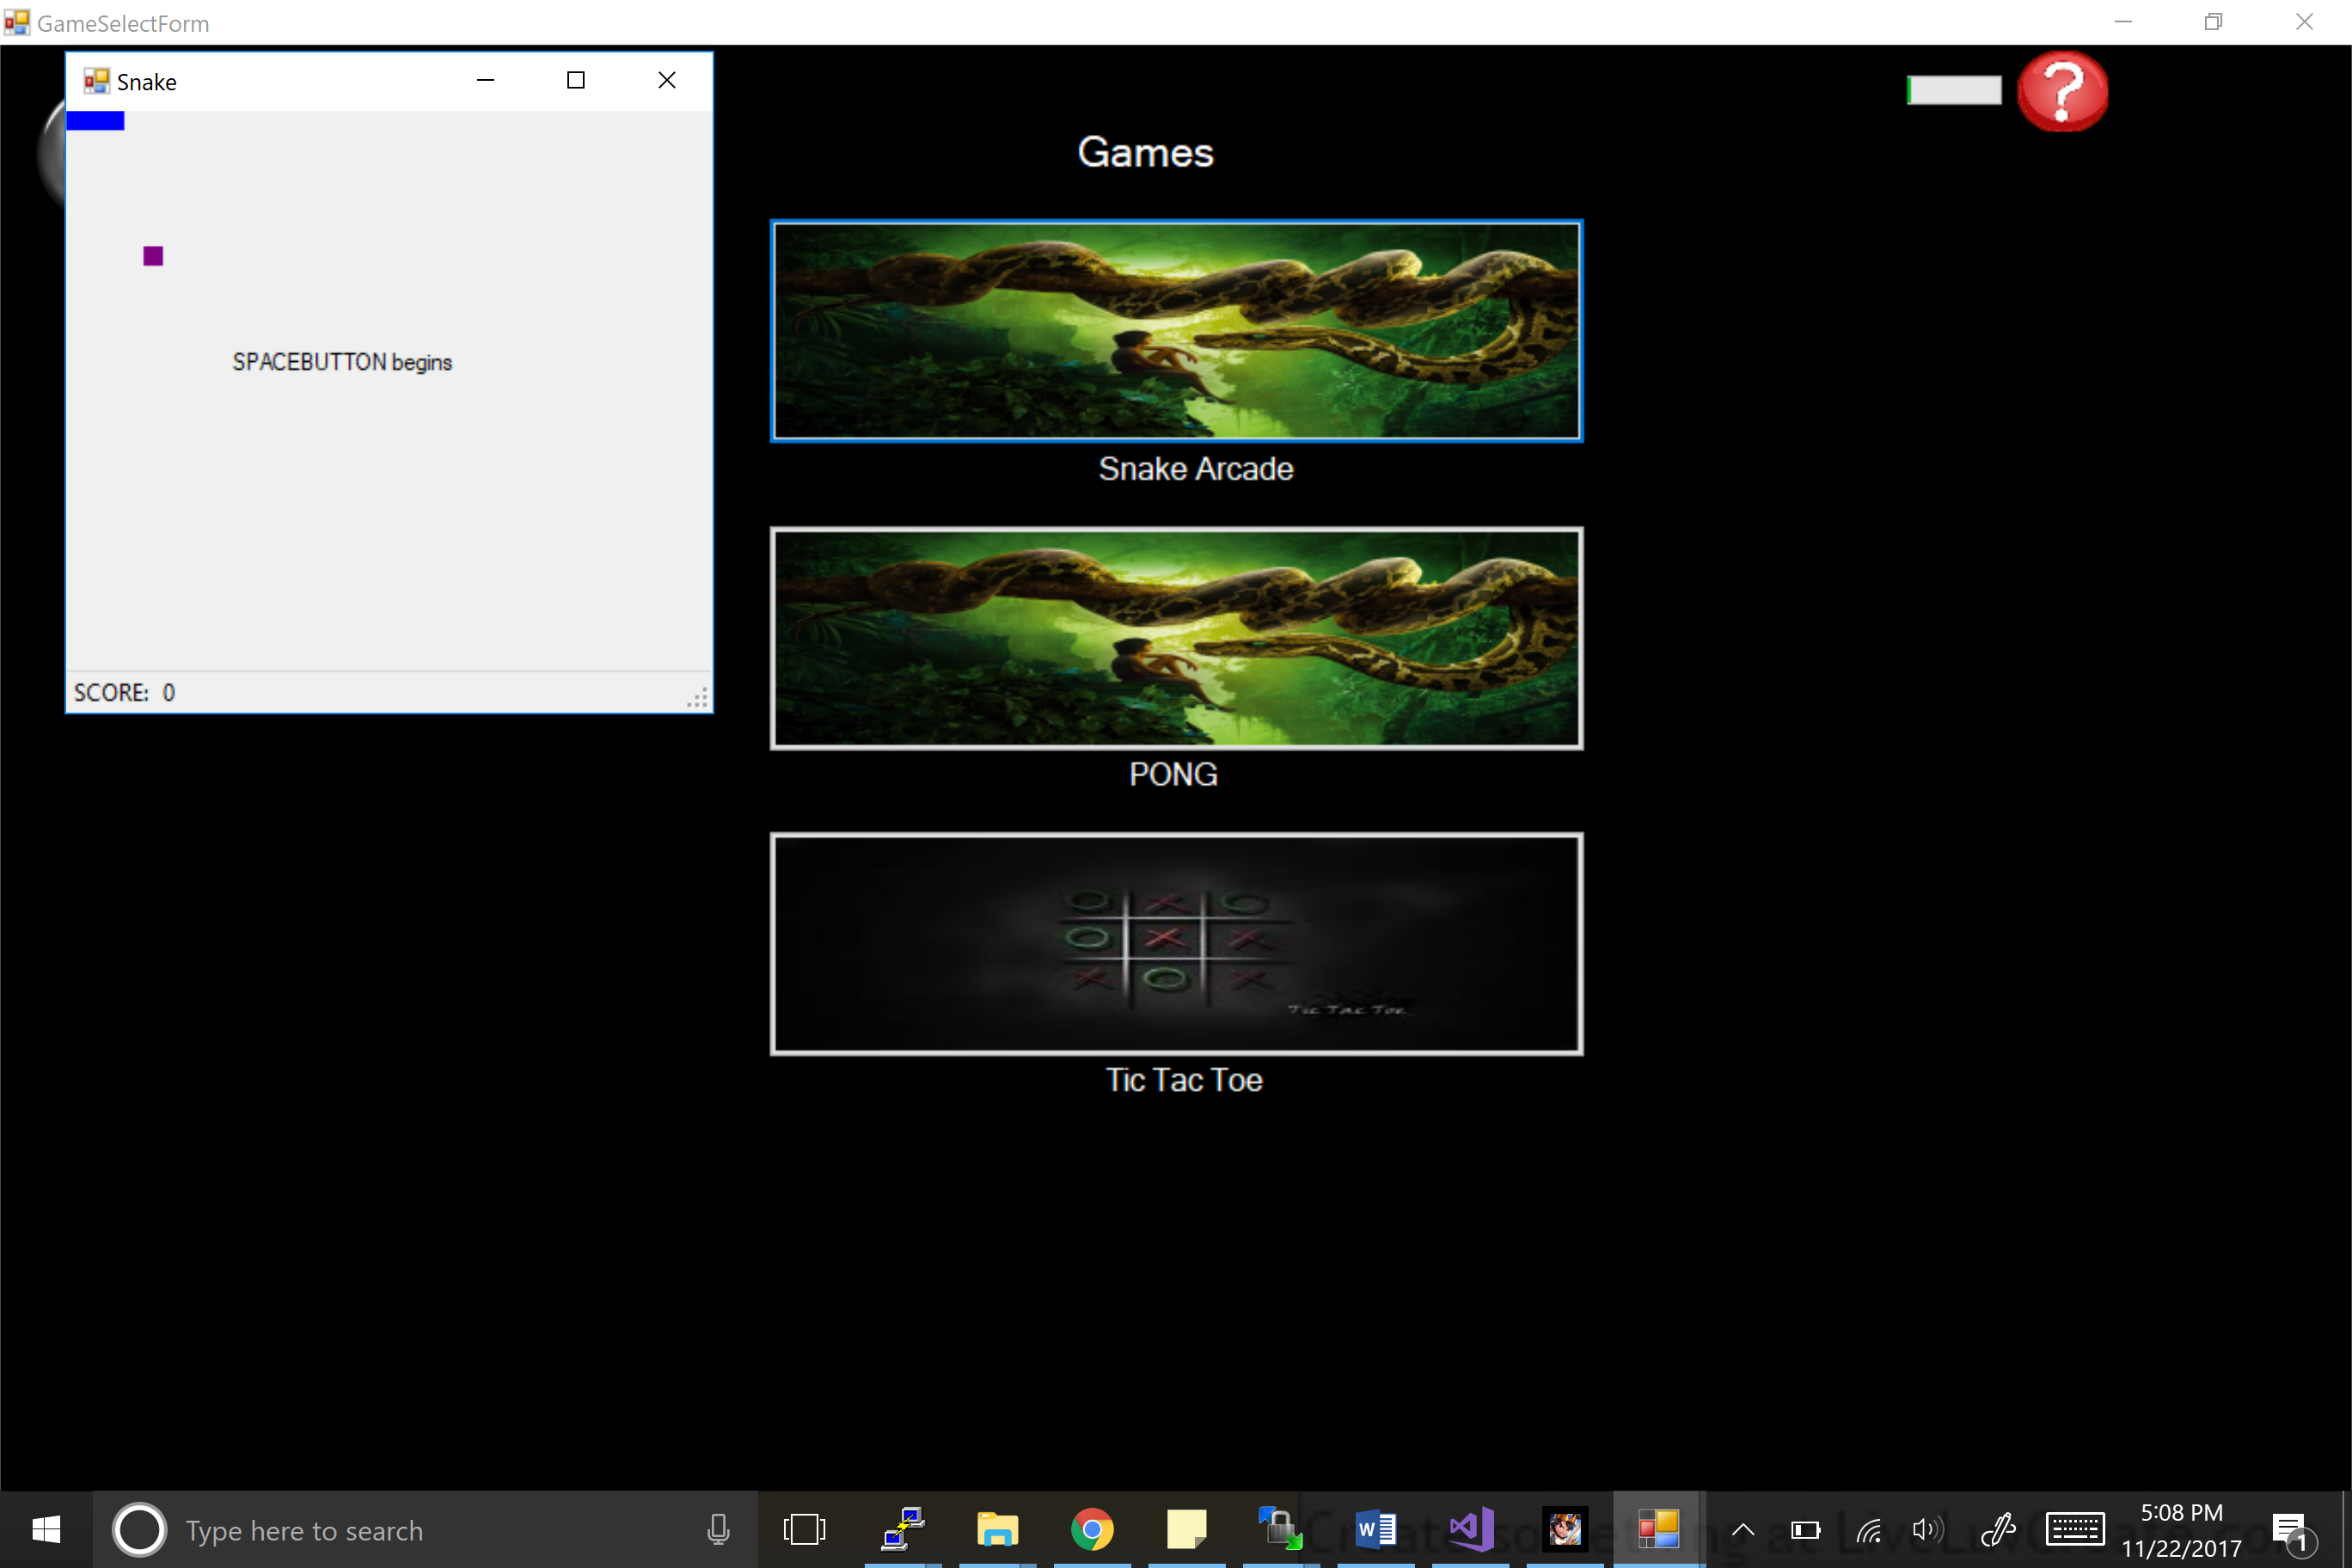 GameSelectForm
Snake
SPACEBUTTON begins
SCORE: 0
Games
Snake Arcade
PONG
Tic Tac Toe
Tic Tac Toe
Type here to search
5:08 PM
11/22/2017
1